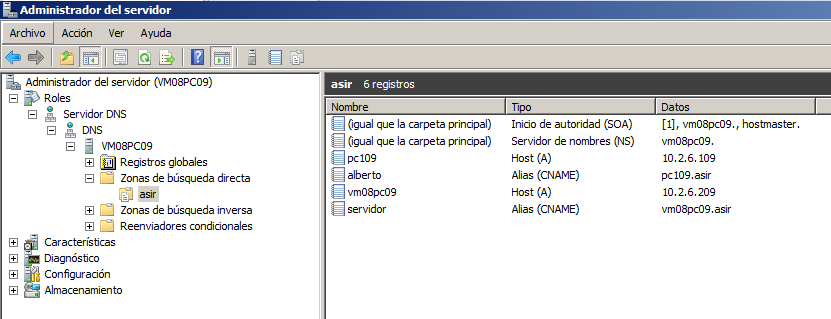 Administrador del servidor
Archivo Acción Ver Ayuda
Administrador del servidor (VM08PC09)
Roles
Servidor DNS
DNS
VM08PC09
Registros globales
Zonas de búsqueda directa
asir
Zonas de búsqueda inversa
Reenviadores condicionales
Características
Diagnóstico
Configuración
Almacenamiento
asir 6 registros
Nombre Tipo Datos
(igual que la carpeta principal) Inicio de autoridad (SOA) [1], vm08pc09., hostmaster.
(igual que la carpeta principal) Servidor de nombres (NS) vm08pc09.
pc109 Host (A) 10.2.6.109
alberto Alias (CNAME) pc109.asir
vm08pc09 Host (A) 10.2.6.209
servidor Alias (CNAME) vm08pc09.asir